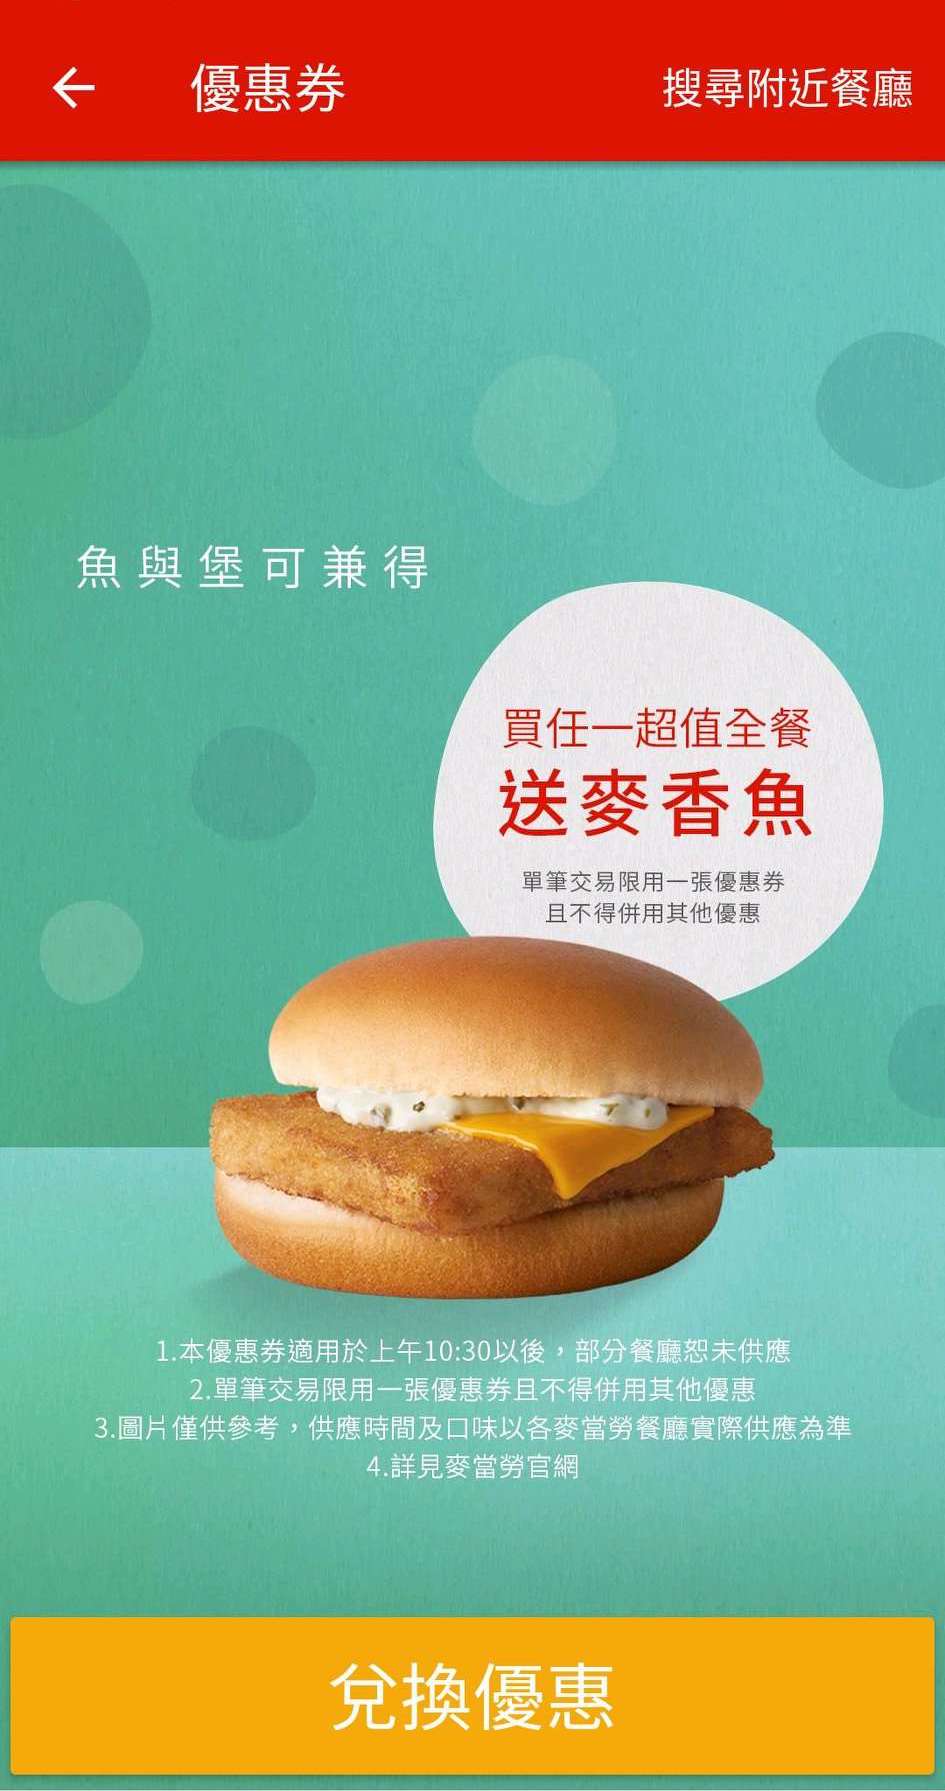 優惠券
搜尋附近餐廳
魚與堡可兼得
買任一超值全餐
送麥香魚
單筆交易限用一張優惠券
且不得併用其他優惠
1.本優惠券適用於上午10:30以後，部分餐廳恕未供應
2.單筆交易限用一張優惠券且不得併用其他優惠
3.圖片僅供參考，供應時間及口味以各麥當勞餐廳實際供應為準
4.詳見麥當勞官網
兌換優惠